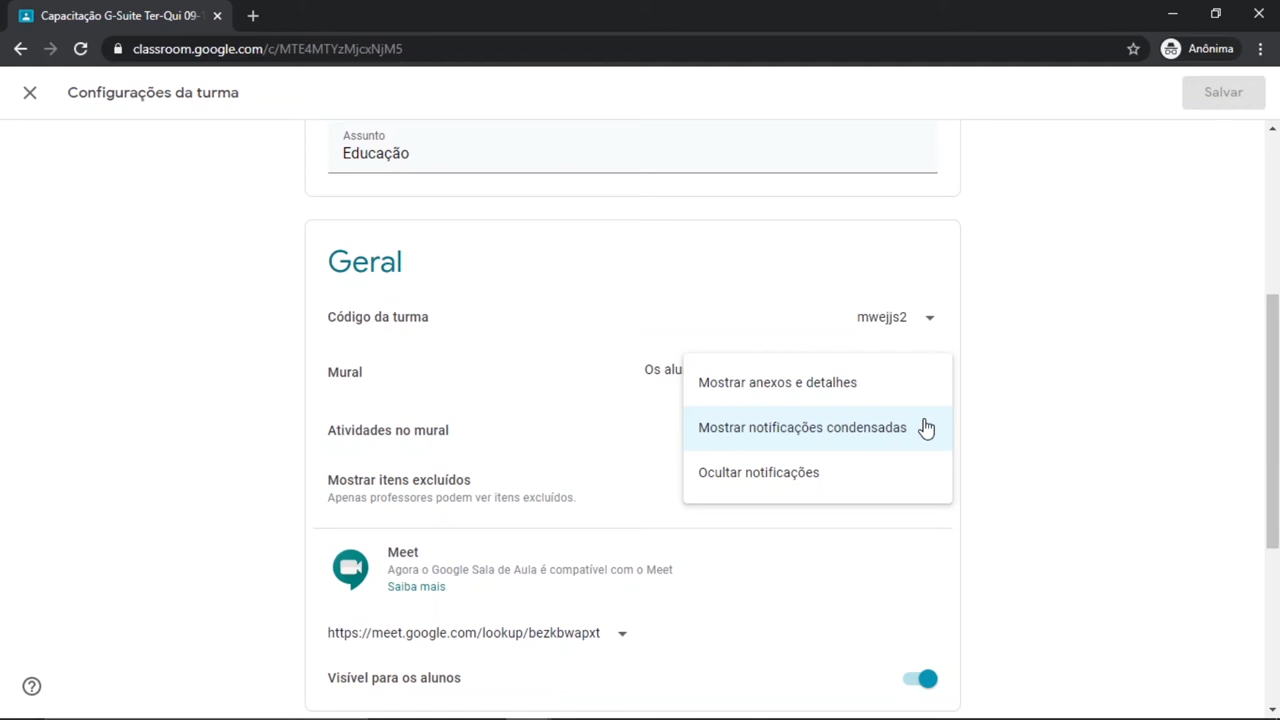 Capacitação G-Suite Ter-Qui 09-
classroom.google.com/c/MTE4MTYzMjcxNjM5
Anônima
Configurações da turma
Salvar
Assunto
Educação
Geral
Código da turma
mwejjs2
Mural
Os alu
Mostrar anexos e detalhes
Atividades no mural
Mostrar notificações condensadas
Mostrar itens excluídos
Ocultar notificações
Apenas professores podem ver itens excluídos.
Meet
Agora o Google Sala de Aula é compatível com o Meet
Saiba mais
https://meet.google.com/lookup/bezkbwapxt
Visível para os alunos